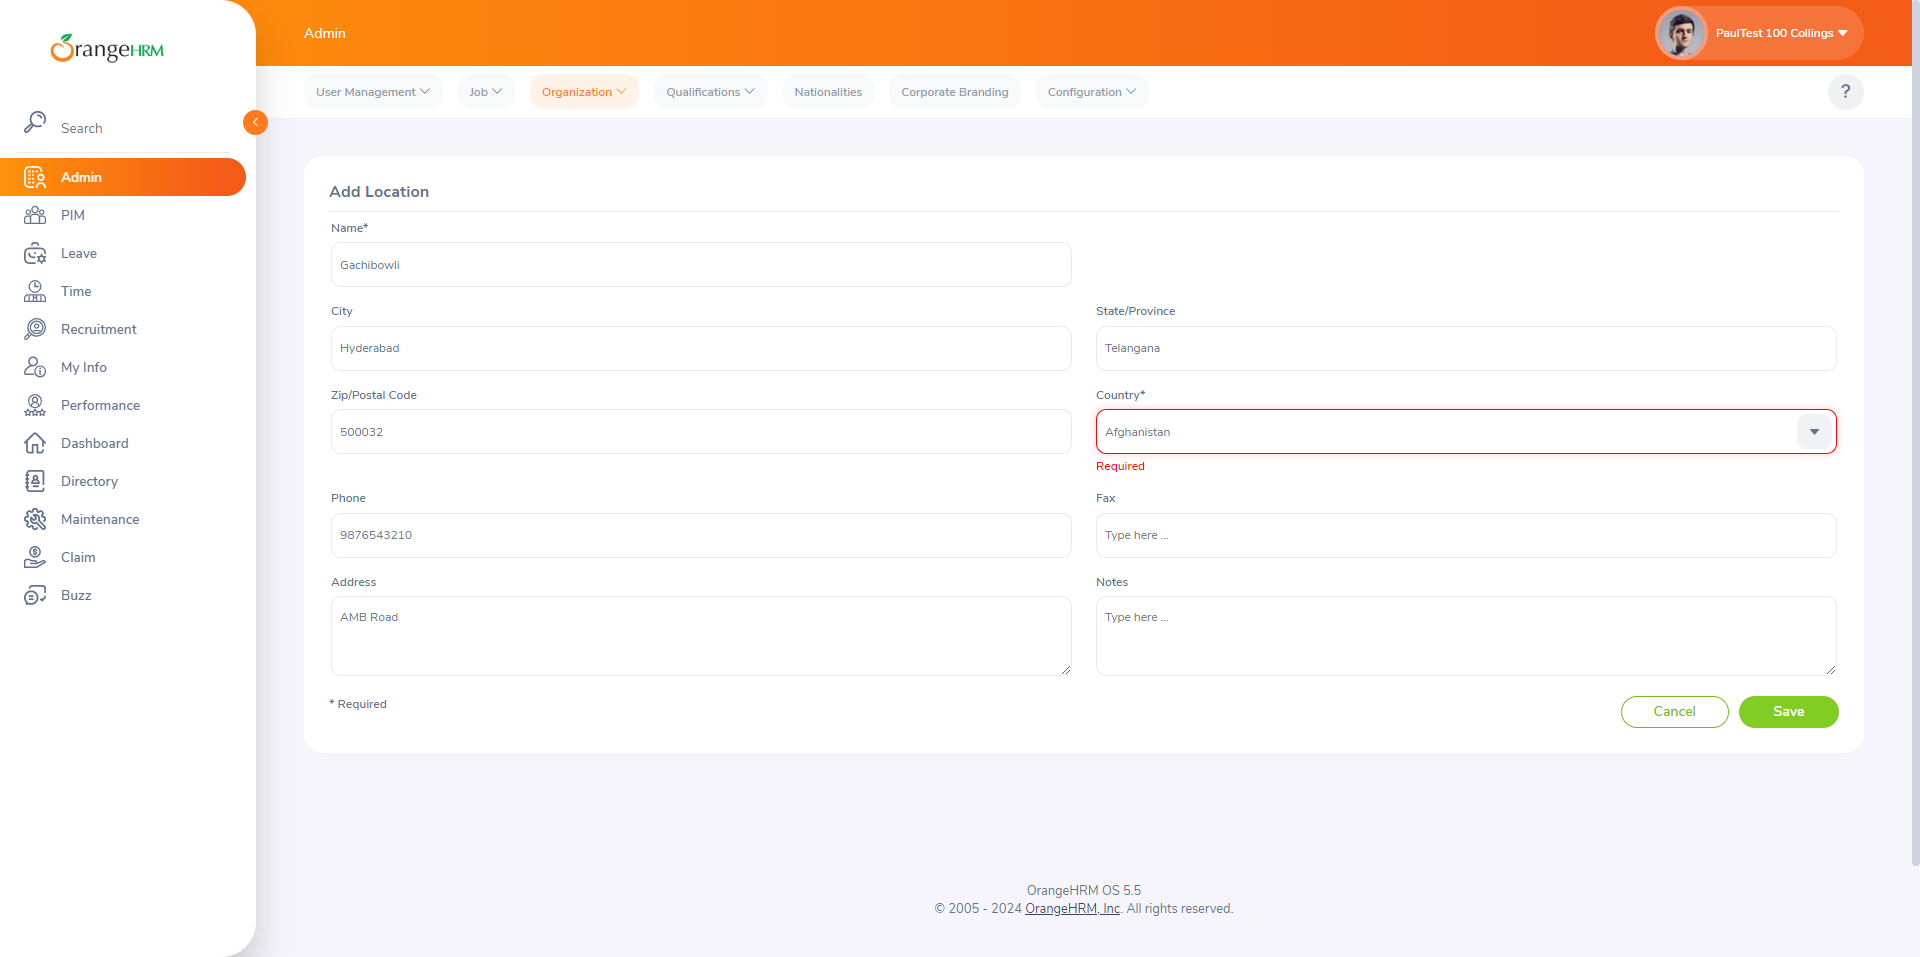 OrangeHRM
Search
Admin
PIM
Leave
Time
Recruitment
My Info
Performance
Dashboard
Directory
Maintenance
Claim
Buzz
Admin
PaulTest 100 Collings
User Management
Job
Organization
Qualifications
Nationalities
Corporate Branding
Configuration
?
Add Location
Name*
Gachibowli
City
State/Province
Hyderabad
Telangana
Zip/Postal Code
Country*
500032
Afghanistan
Required
Phone
Fax
9876543210
Type here ...
Address
Notes
AMB Road
Type here ...
* Required
Cancel
Save
OrangeHRM OS 5.5
© 2005 - 2024 OrangeHRM, Inc. All rights reserved.